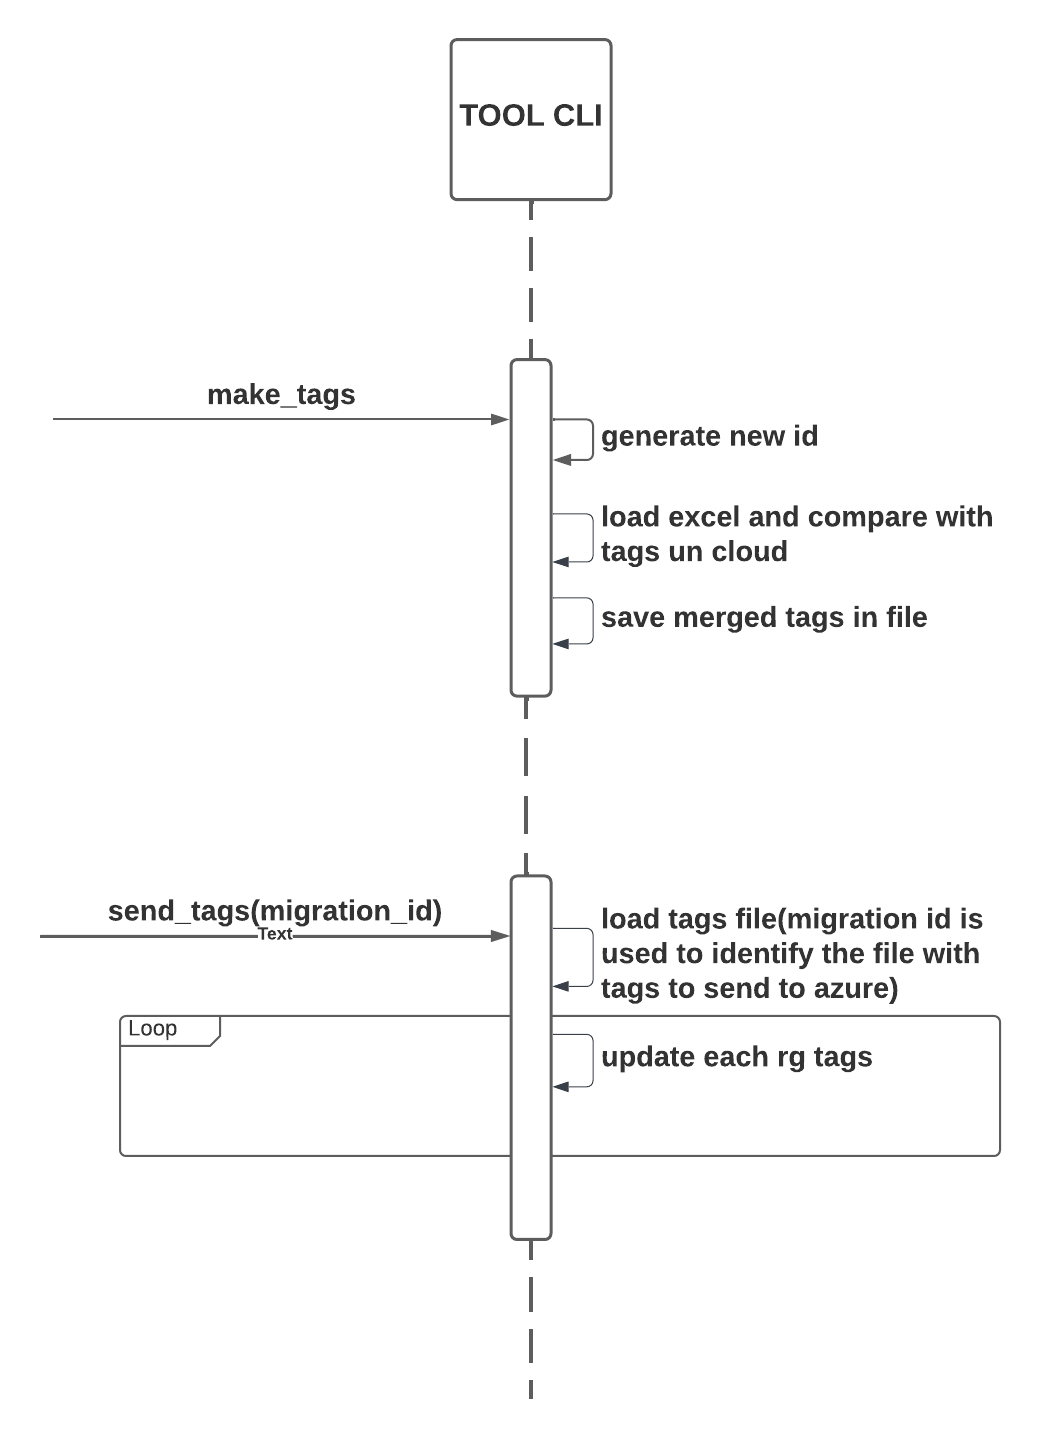 TOOL CLI
make_tags
generate new id
load excel and compare with
tags un cloud
save merged tags in file
send_tags(migration_id)
Text
load tags file(migration id is
used to identify the file with
tags to send to azure)
Loop
update each rg tags